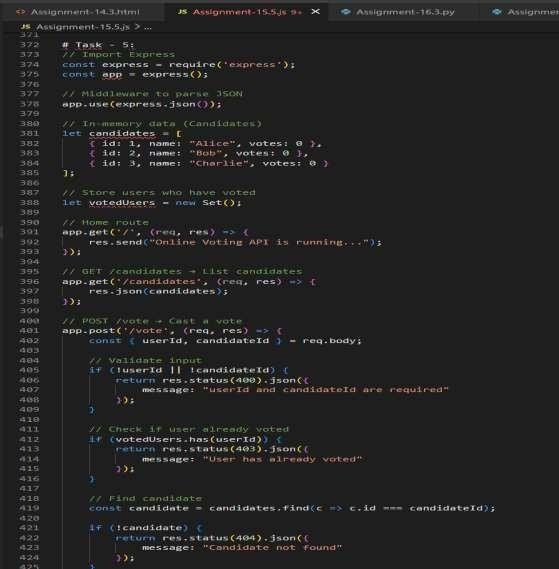 Assignment-14.3.html
JS Assignment-15.5.js 9+ ×
Assignment-16.3.py
Assignmen
JS Assignment-15.5.js > ...
371
372 # Task - 5:
373 // Import Express
374 const express = require('express');
375 const app = express();
376
377 // Middleware to parse JSON
378 app.use(express.json());
379
380 // In-memory data (Candidates)
381 let candidates = [
382 { id: 1, name: "Alice", votes: 0 },
383 { id: 2, name: "Bob", votes: 0 },
384 { id: 3, name: "Charlie", votes: 0 }
385 ];
386
387 // Store users who have voted
388 let votedUsers = new Set();
389
390 // Home route
391 app.get('/', (req, res) => {
392 res.send("Online Voting API is running...");
393 });
394
395 // GET /candidates → List candidates
396 app.get('/candidates', (req, res) => {
397 res.json(candidates);
398 });
399
400 // POST /vote → Cast a vote
401 app.post('/vote', (req, res) => {
402 const { userId, candidateId } = req.body;
403
404 // Validate input
405 if (!userId || !candidateId) {
406 return res.status(400).json({
407 message: "userId and candidateId are required"
408 });
409 }
410
411 // Check if user already voted
412 if (votedUsers.has(userId)) {
413 return res.status(403).json({
414 message: "User has already voted"
415 });
416 }
417
418 // Find candidate
419 const candidate = candidates.find(c => c.id === candidateId);
420
421 if (!candidate) {
422 return res.status(404).json({
423 message: "Candidate not found"
424 });
425 }